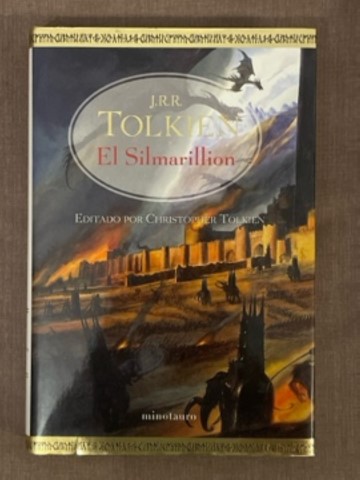 J.R.R.
TOLKIEN
El Silmarillion
EDITADO POR CHRISTOPHER TOLKIEN
minotauro